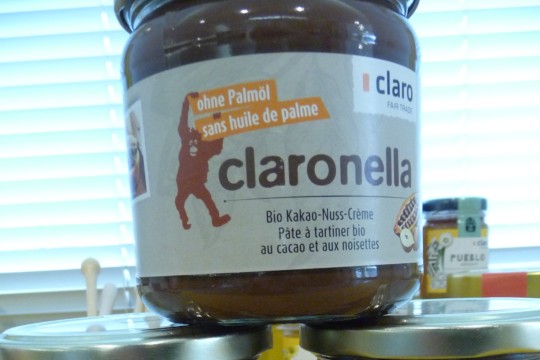 ohne Palmöl
sans huile de palme
claro
FAIR TRADE
claronella
Bio Kakao-Nuss-Crème
Pâte à tartiner bio
au cacao et aux noisettes
PUEBLO